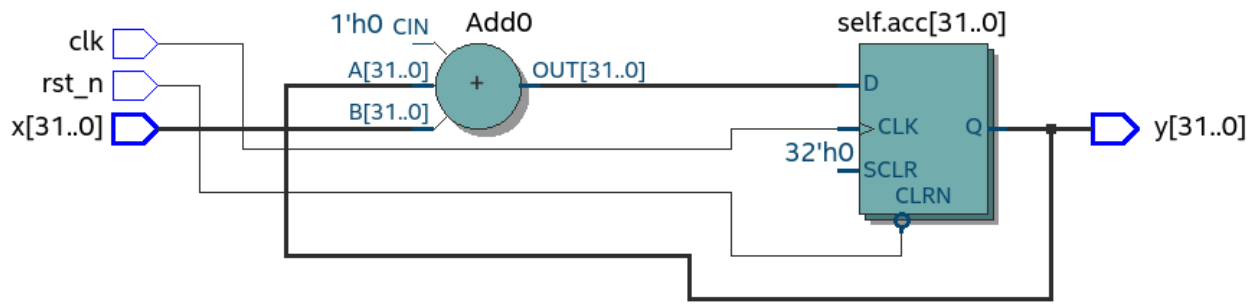 1'h0 CIN
Add0
self.acc[31..0]
clk
rst_n
x[31..0]
A[31..0]
B[31..0]
+
OUT[31..0]
D
CLK
Q
32'h0
SCLR
CLRN
y[31..0]